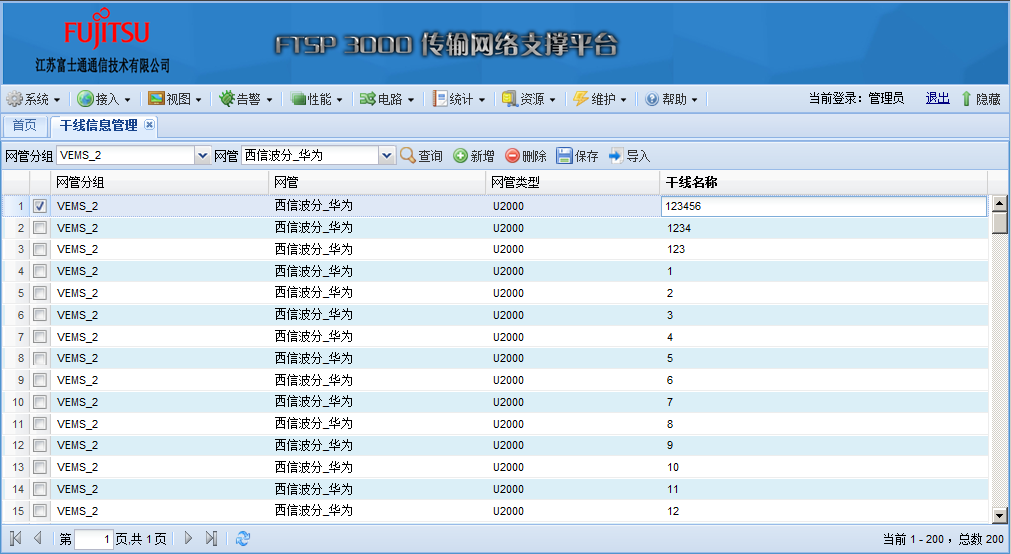 FUJITSU
江苏富士通通信技术有限公司
FTSP 3000 传输网络支撑平台
系统 接入 视图 告警 性能 电路 统计 资源 维护 帮助 当前登录：管理员 退出 隐藏
首页 干线信息管理
网管分组 VEMS_2 网管 西信波分_华为 查询 新增 删除 保存 导入
网管分组 网管 网管类型 干线名称
1 VEMS_2 西信波分_华为 U2000 123456
2 VEMS_2 西信波分_华为 U2000 1234
3 VEMS_2 西信波分_华为 U2000 123
4 VEMS_2 西信波分_华为 U2000 1
5 VEMS_2 西信波分_华为 U2000 2
6 VEMS_2 西信波分_华为 U2000 3
7 VEMS_2 西信波分_华为 U2000 4
8 VEMS_2 西信波分_华为 U2000 5
9 VEMS_2 西信波分_华为 U2000 6
10 VEMS_2 西信波分_华为 U2000 7
11 VEMS_2 西信波分_华为 U2000 8
12 VEMS_2 西信波分_华为 U2000 9
13 VEMS_2 西信波分_华为 U2000 10
14 VEMS_2 西信波分_华为 U2000 11
15 VEMS_2 西信波分_华为 U2000 12
第 1 页,共 1 页 当前 1 - 200 ，总数 200